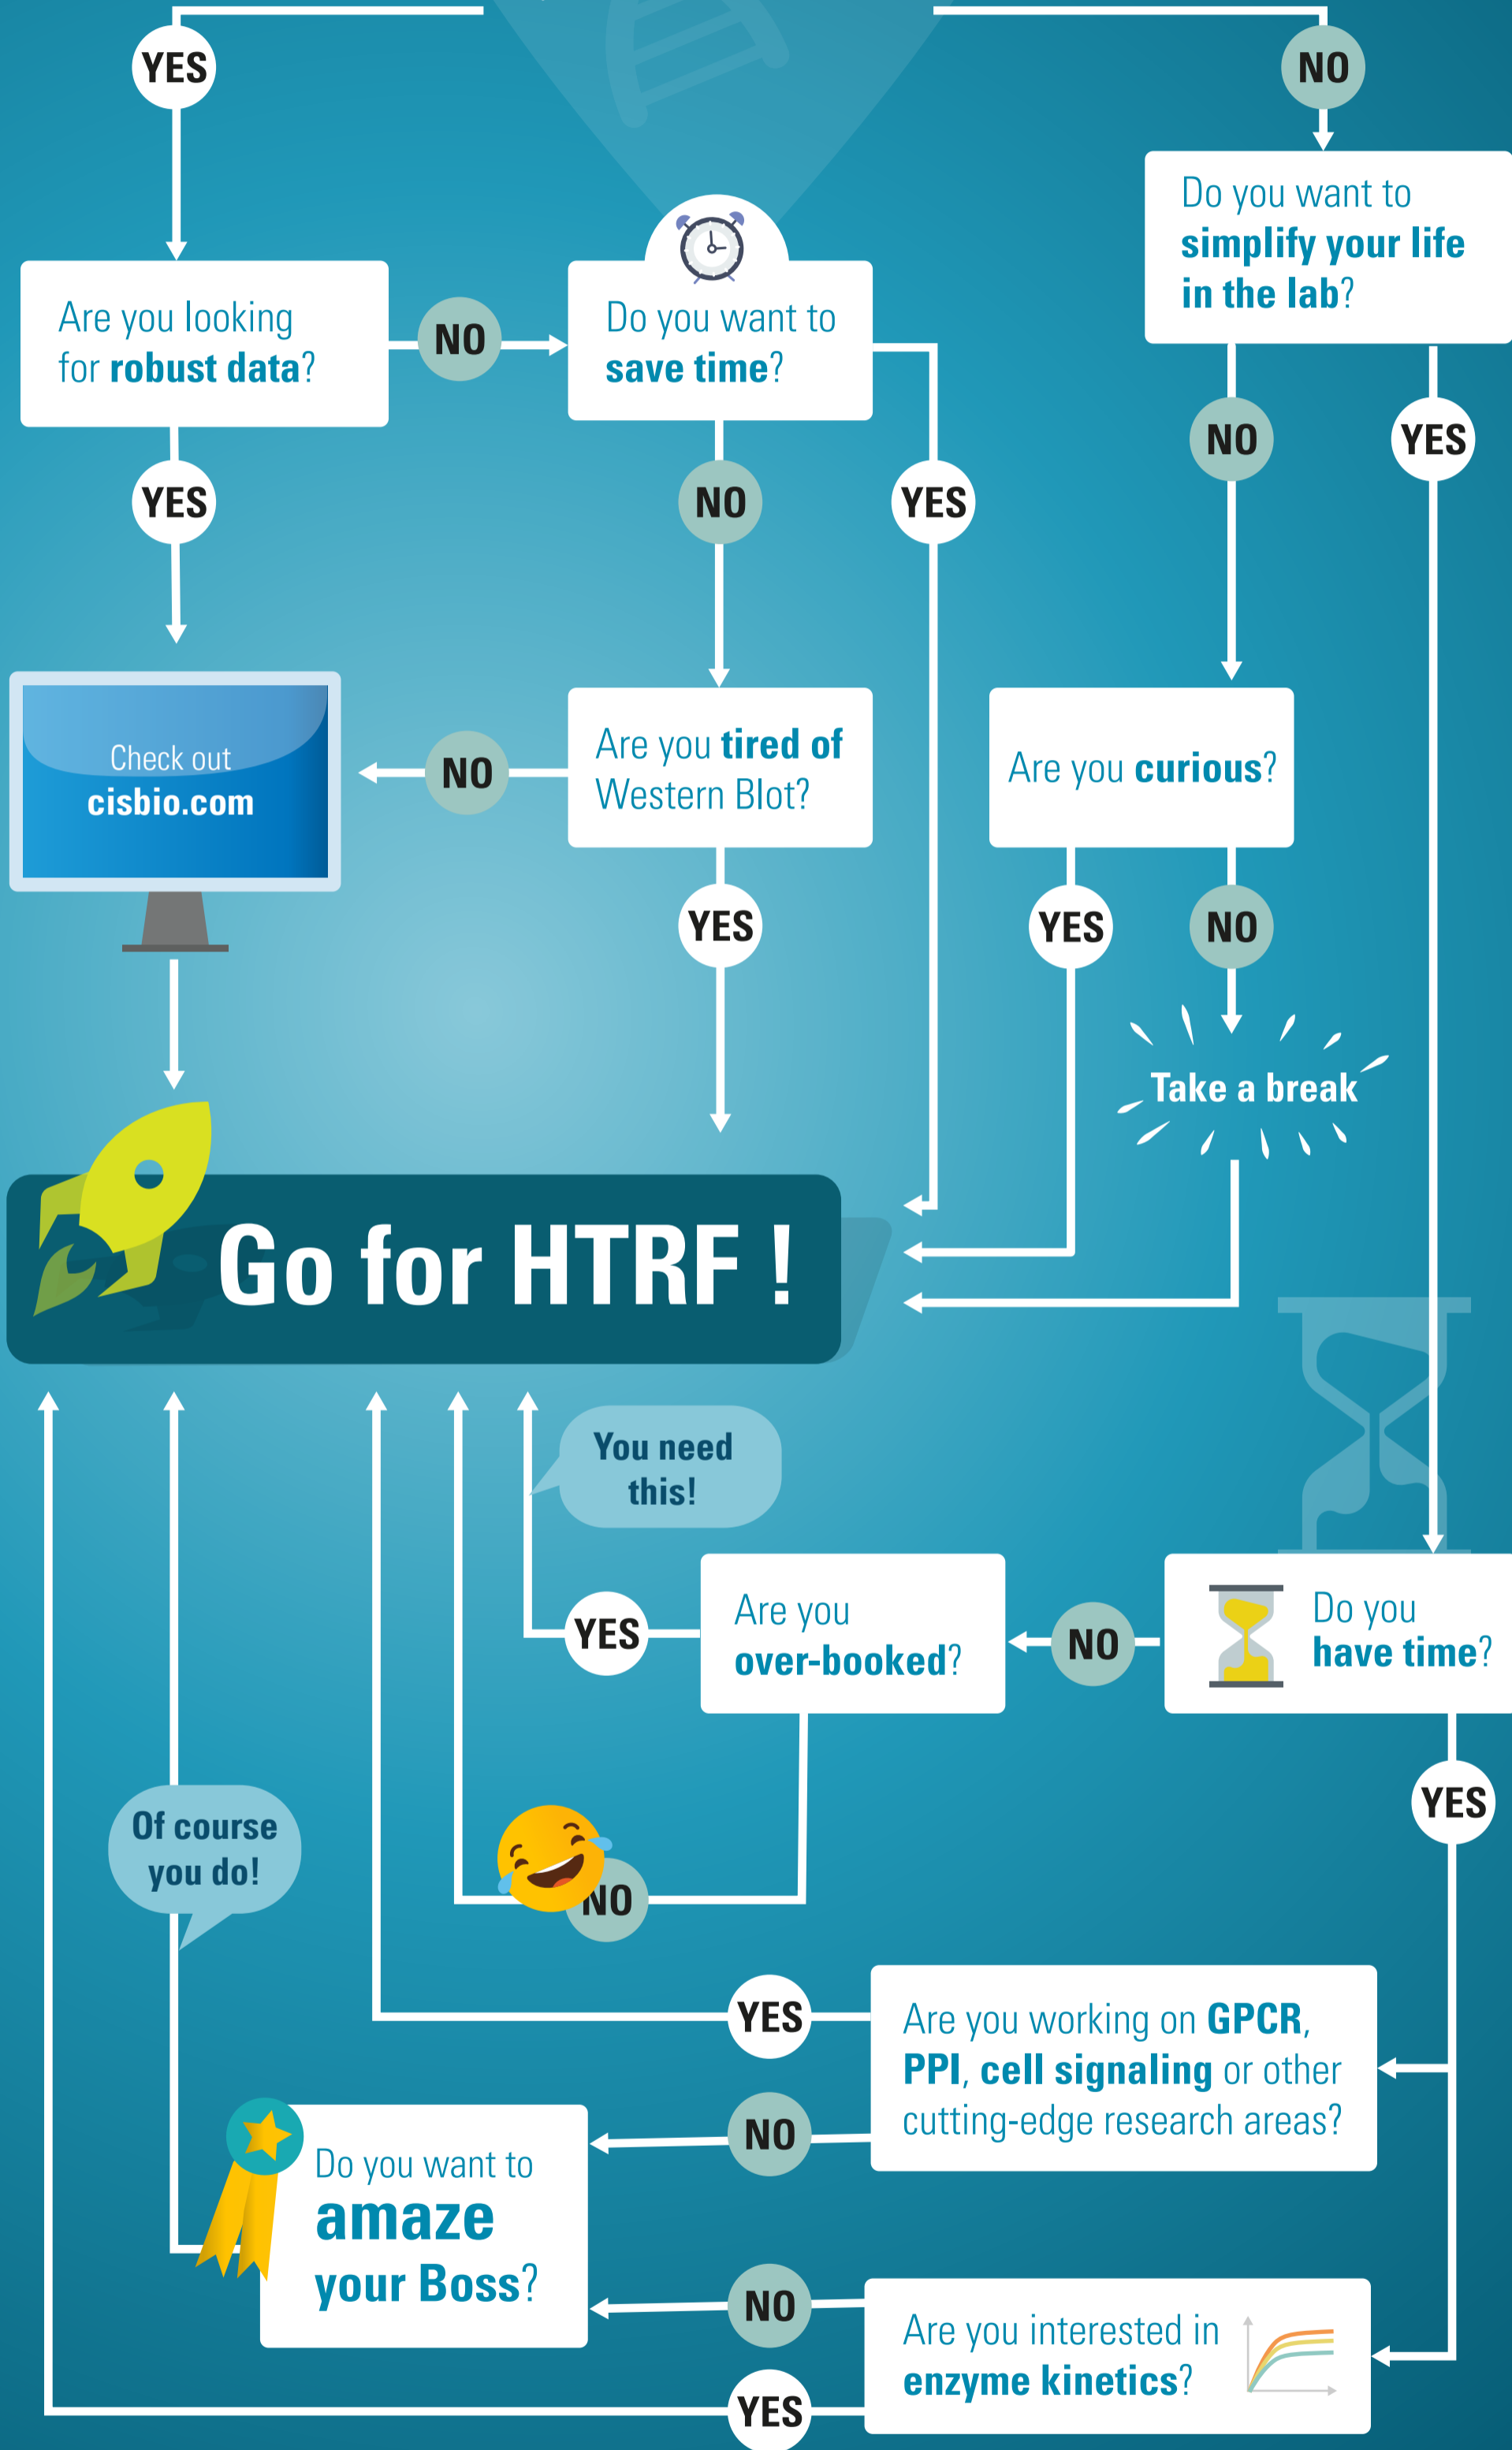 YES
NO
Do you want to
simplify your life
in the lab?
Are you looking
for robust data?
NO
Do you want to
save time?
NO
YES
YES
NO
YES
Check out
cisbio.com
NO
Are you tired of
Western Blot?
Are you curious?
YES
YES
NO
Take a break
Go for HTRF !
You need
this!
YES
Are you
over-booked?
NO
Do you
have time?
YES
Of course
you do!
NO
YES
Are you working on GPCR,
PPI, cell signaling or other
cutting-edge research areas?
NO
Do you want to
amaze
your Boss?
NO
Are you interested in
enzyme kinetics?
YES